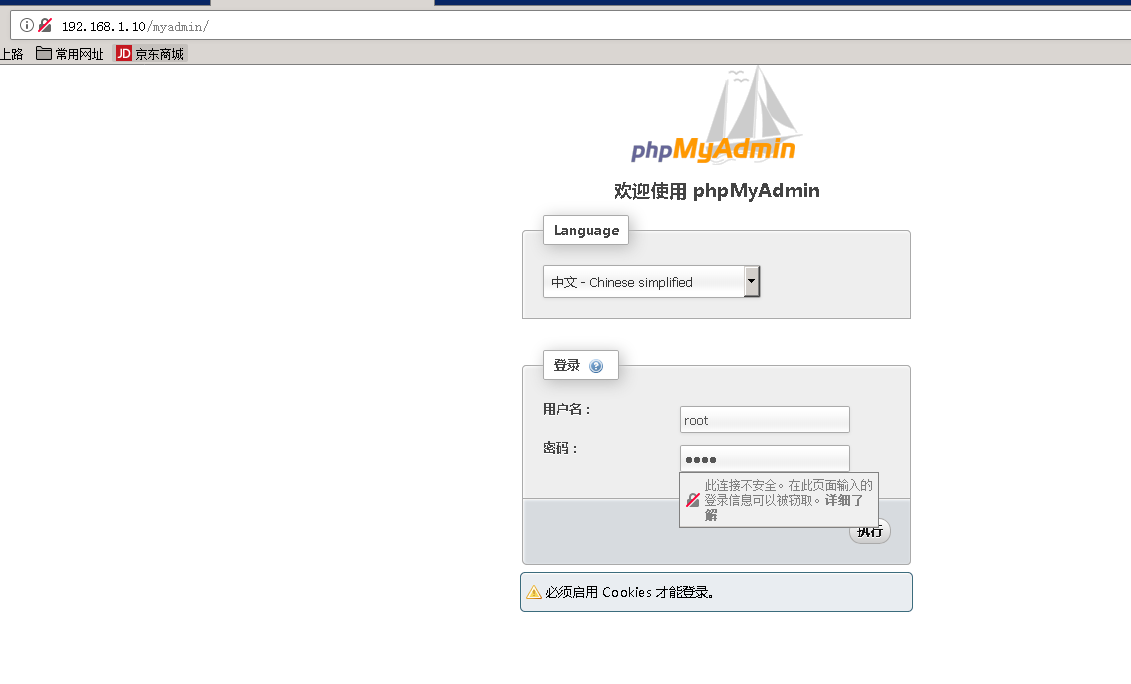 192.168.1.10/myadmin/
上路 常用网址 JD 京东商城
phpMyAdmin
欢迎使用 phpMyAdmin
Language
中文 - Chinese simplified
登录
用户名：
root
密码：
此连接不安全。在此页面输入的
登录信息可以被窃取。详细了
解
执行
必须启用 Cookies 才能登录。